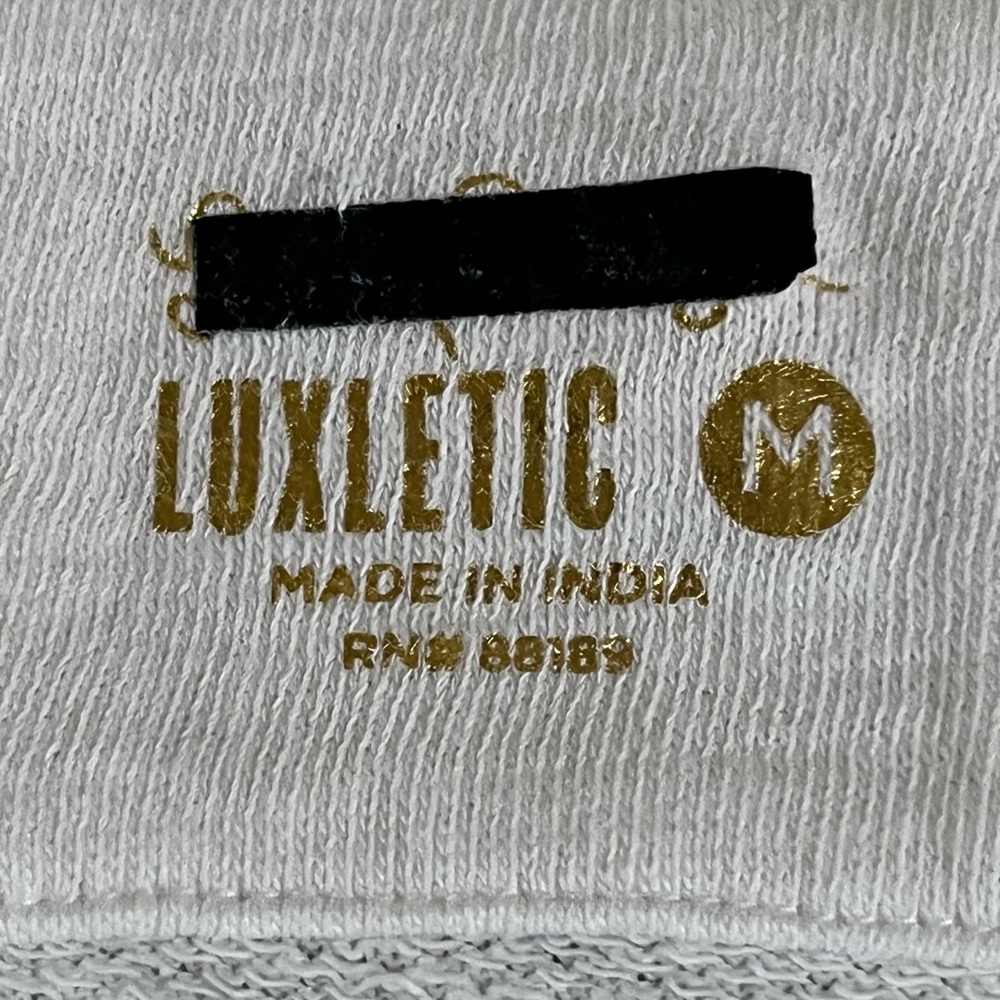 LUXLETIC M
MADE IN INDIA
RN# 88189